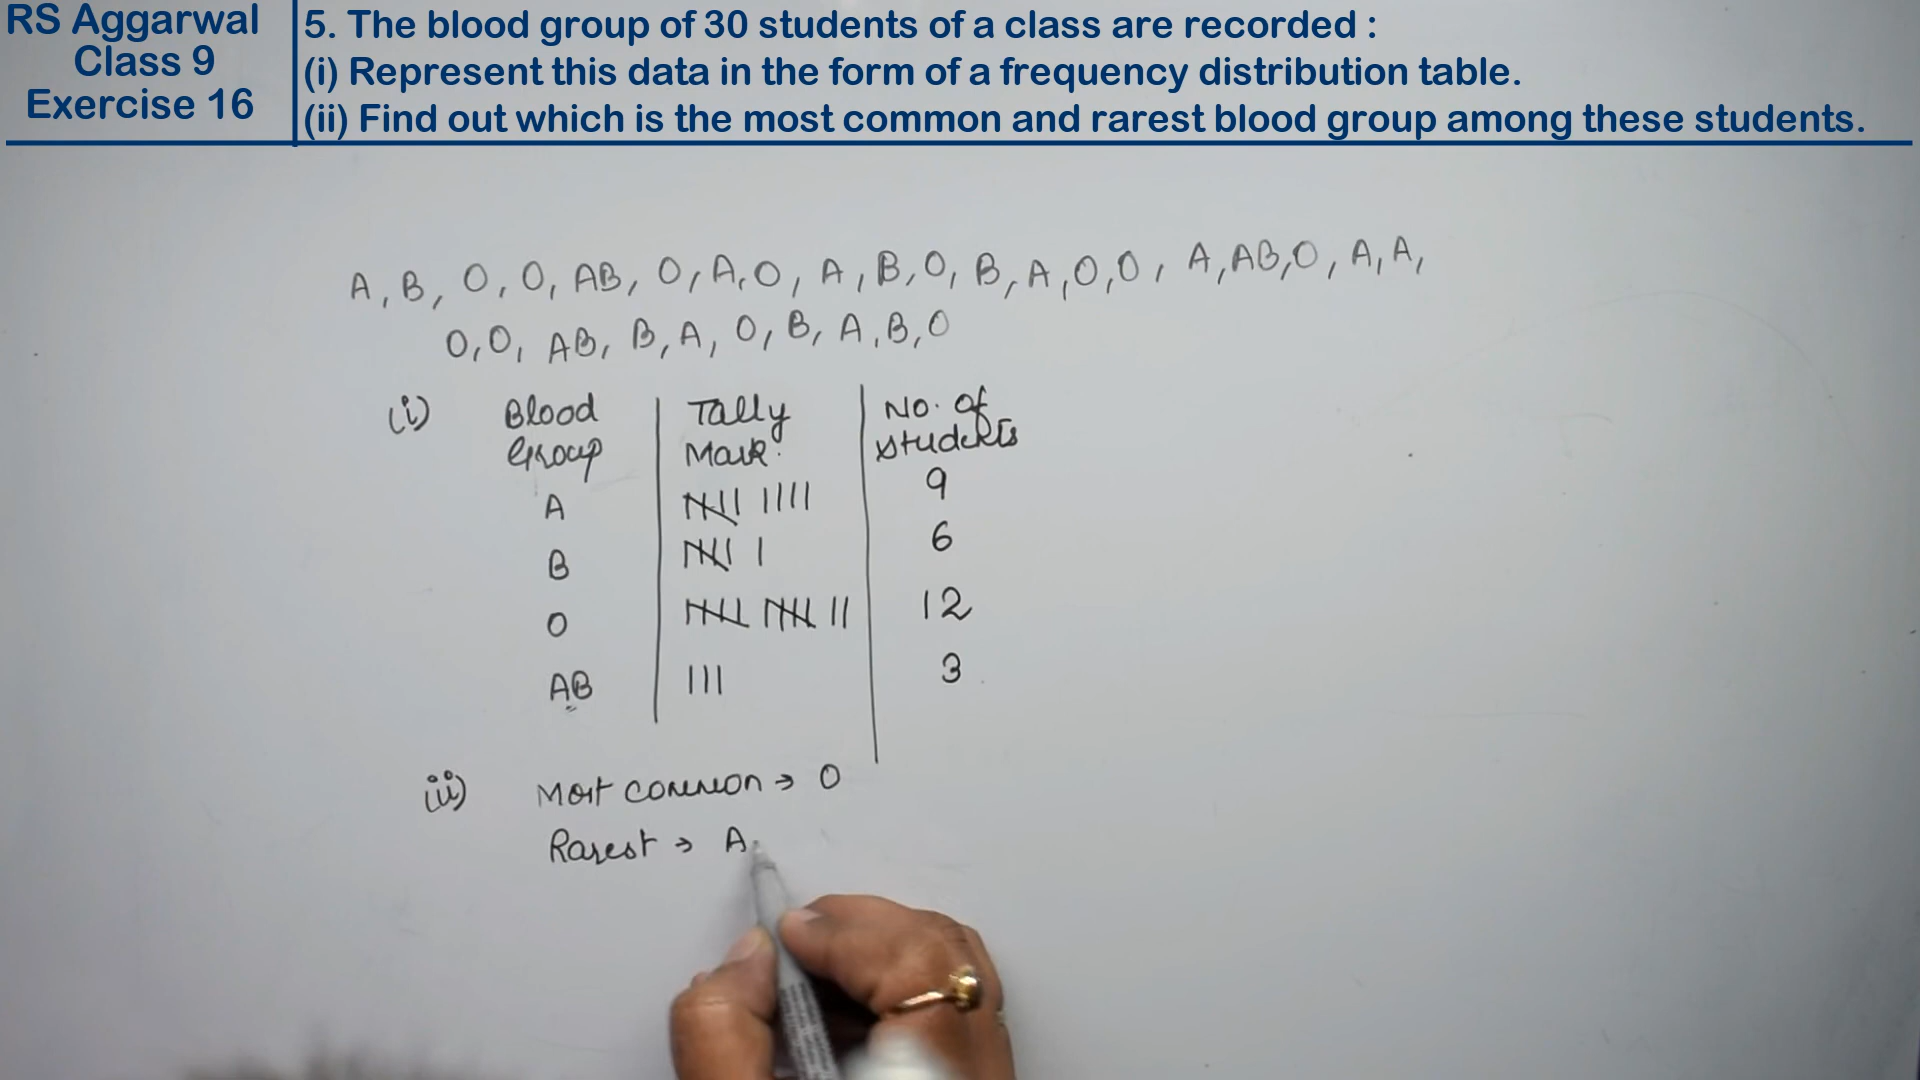 RS Aggarwal
Class 9
Exercise 16
5. The blood group of 30 students of a class are recorded :
(i) Represent this data in the form of a frequency distribution table.
(ii) Find out which is the most common and rarest blood group among these students.
A, B, O, O, AB, O, A, O, A, B, O, B, A, O, O, A, AB, O, A, A,
O, O, AB, B, A, O, B, A, B, O
(i) Blood Group | Tally Mark. | No. of students
A | 𝍸 |||| | 9
B | 𝍸 | | 6
O | 𝍸 𝍸 || | 12
AB | ||| | 3
(ii) Most common → O
Rarest → A